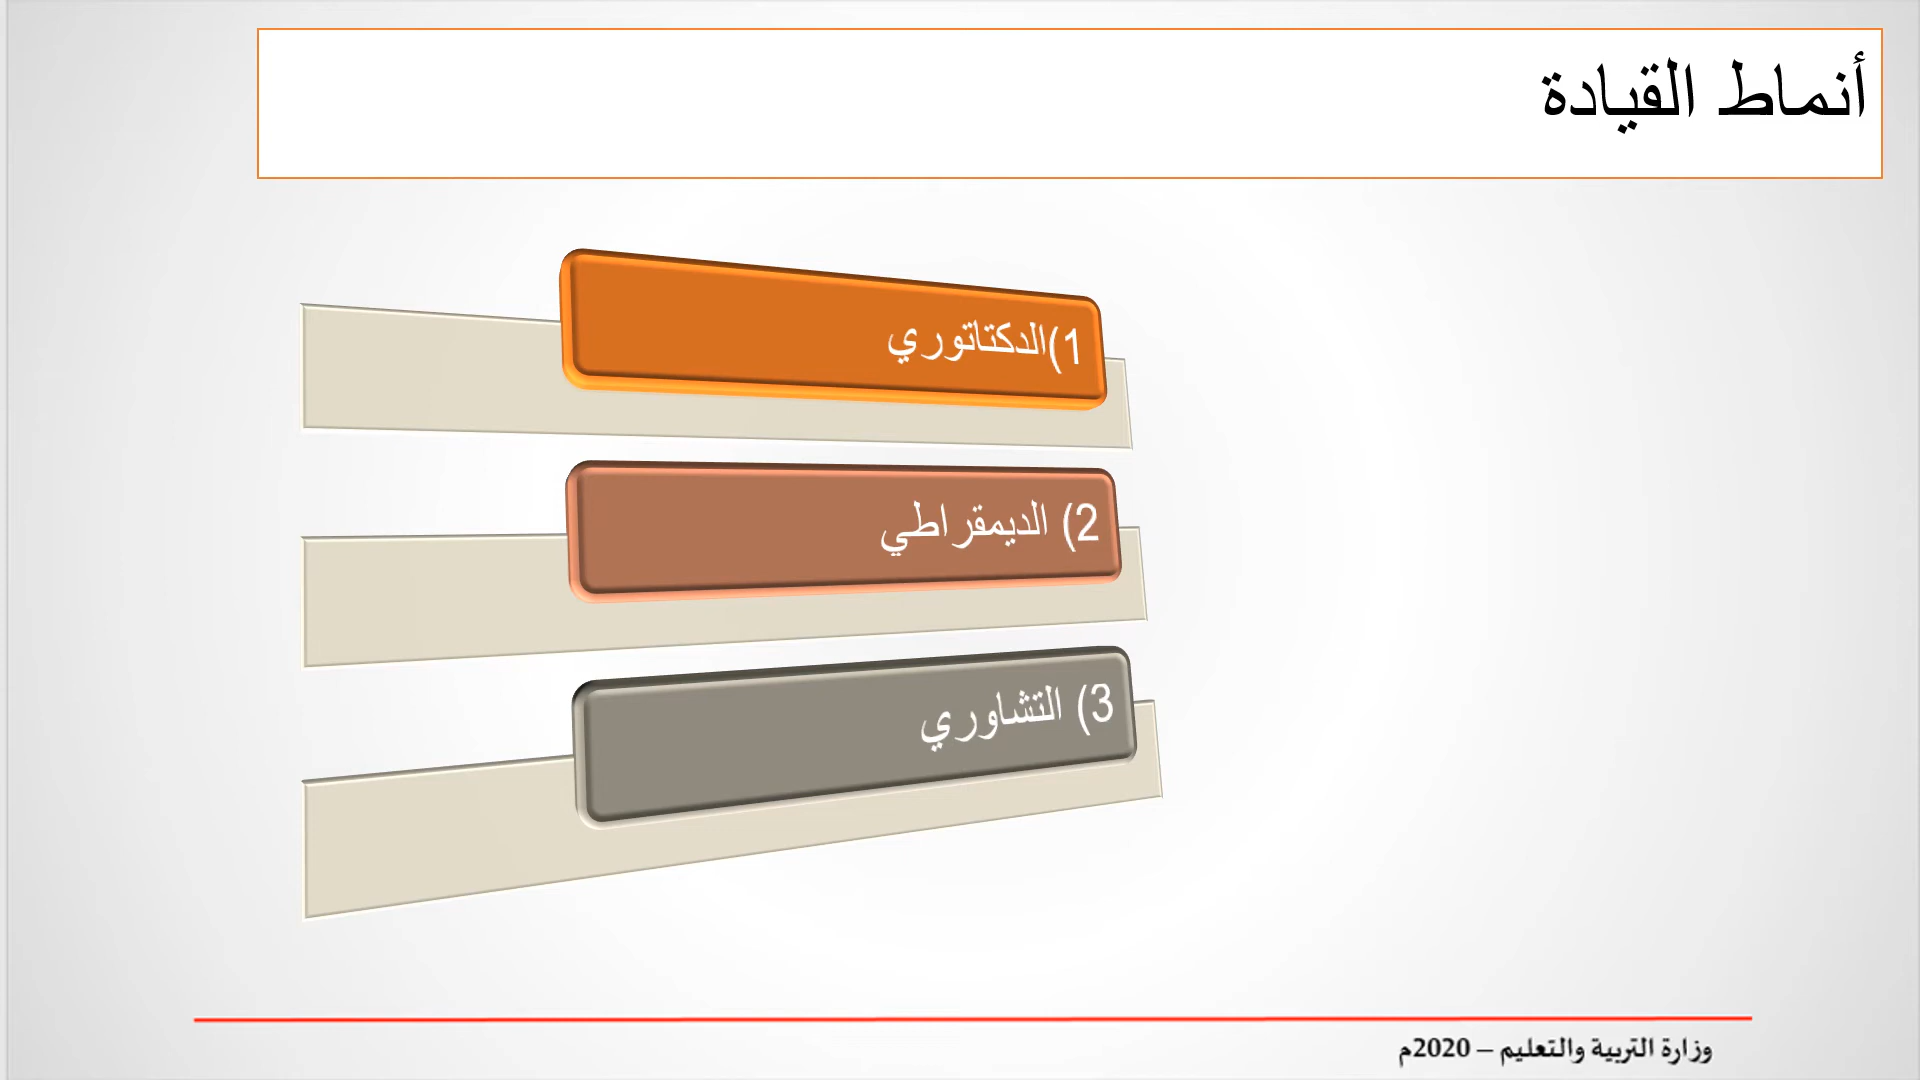 أنماط القيادة
1)الدكتاتوري
2) الديمقراطي
3) التشاوري
وزارة التربية والتعليم – 2020م